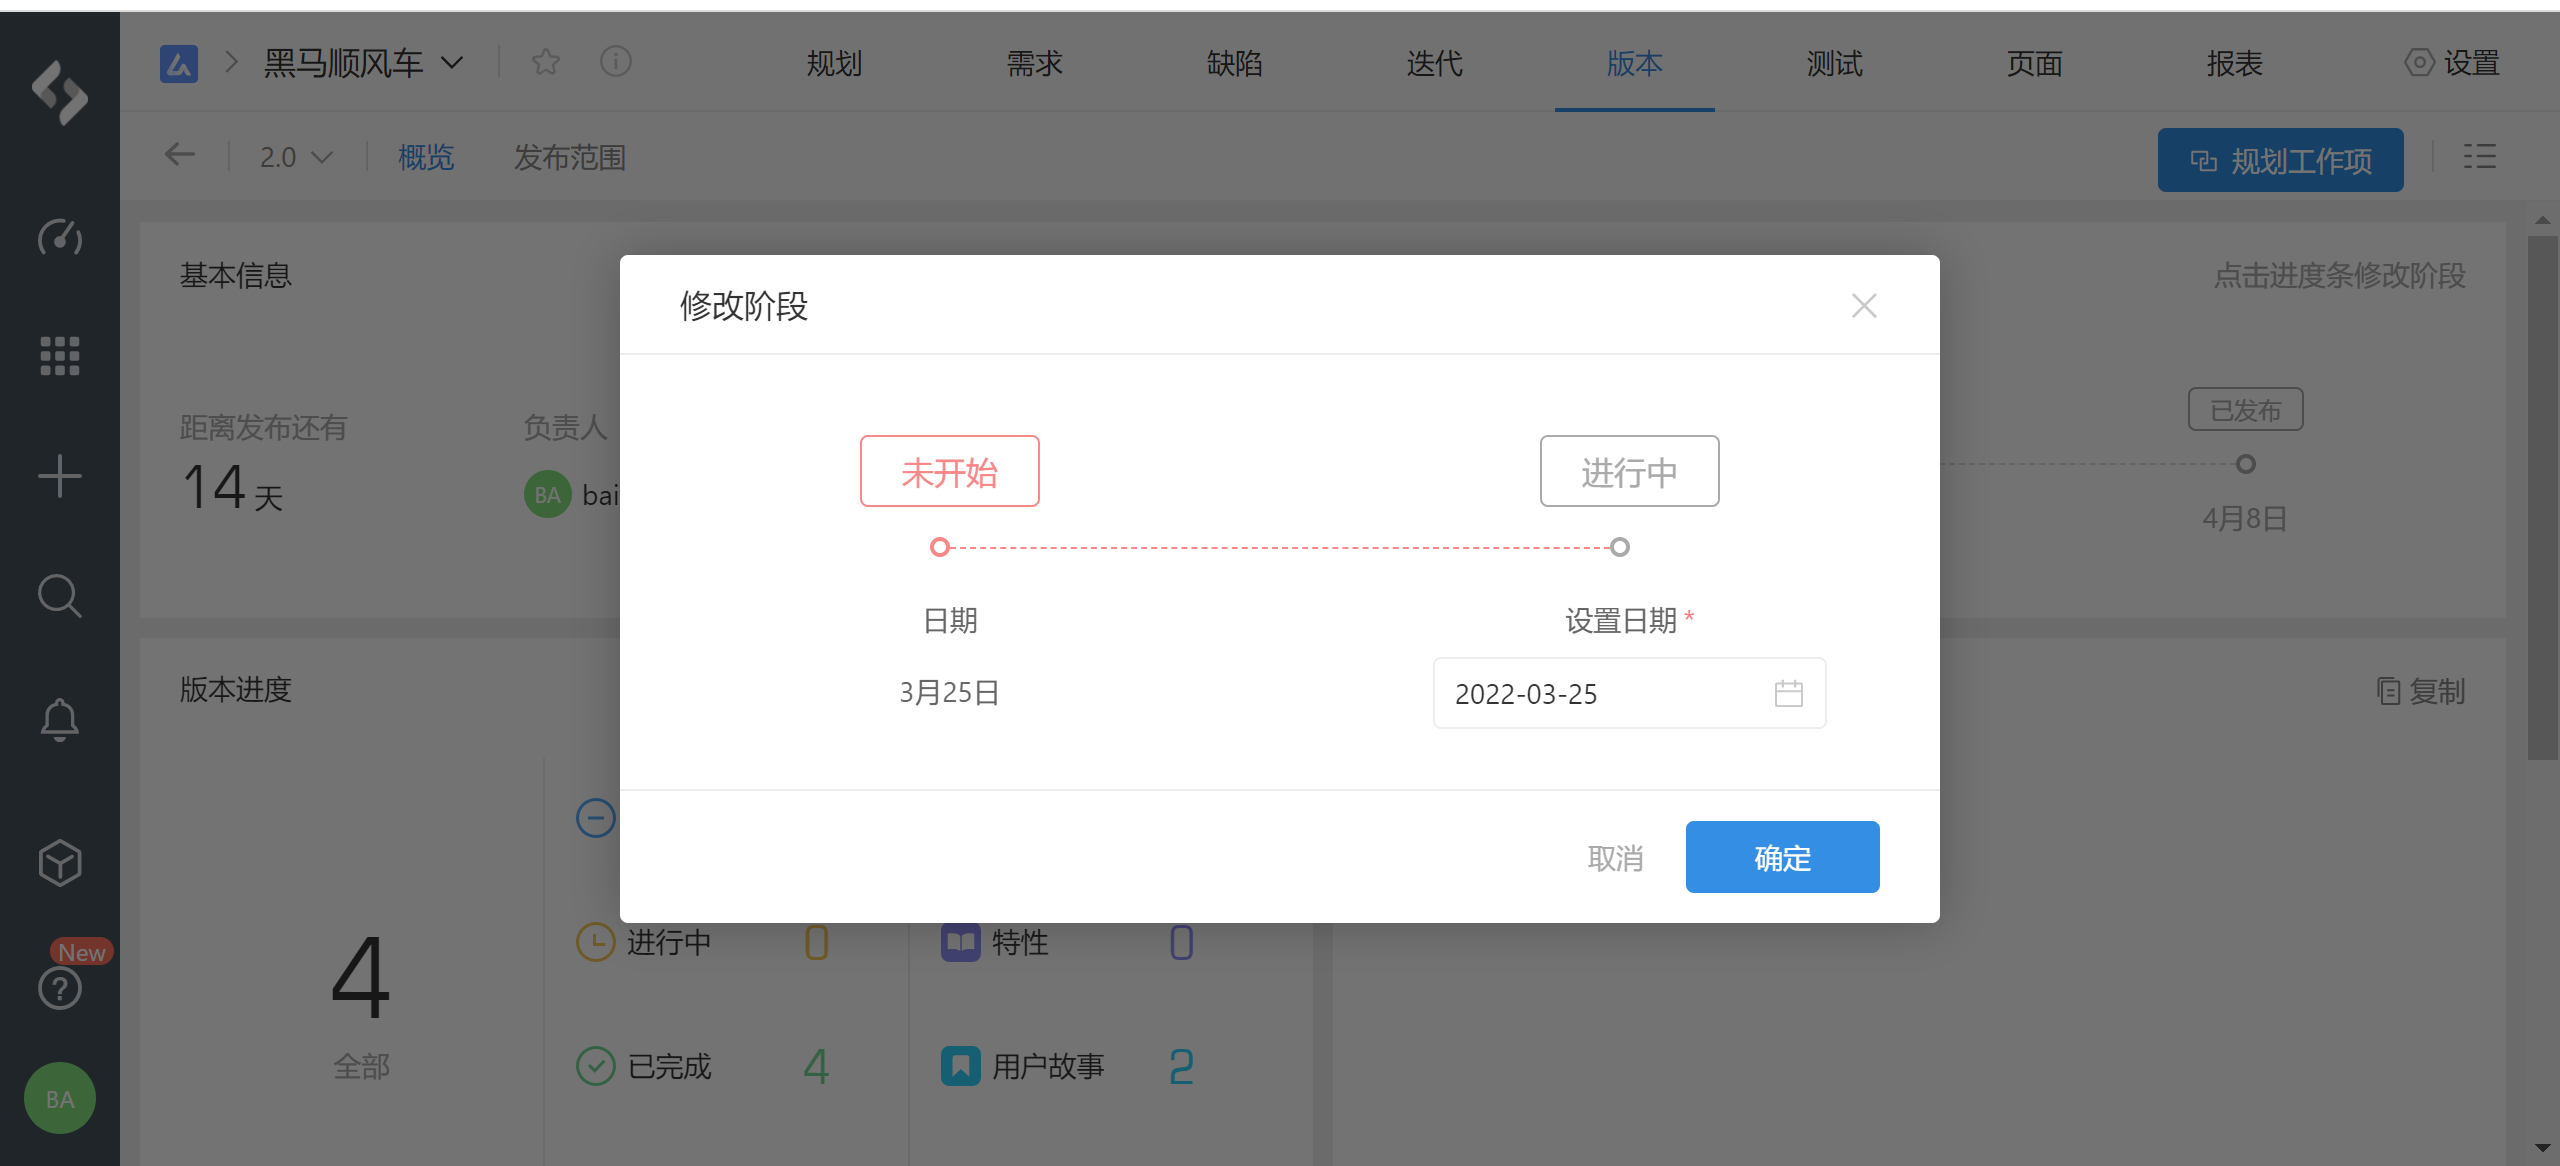 黑马顺风车
规划
需求
缺陷
迭代
版本
测试
页面
报表
设置
2.0
概览
发布范围
规划工作项
基本信息
点击进度条修改阶段
修改阶段
距离发布还有
负责人
已发布
未开始
进行中
14 天
BA bai
4月8日
日期
设置日期 *
3月25日
2022-03-25
版本进度
复制
取消
确定
进行中 0
特性 0
New
4
全部
已完成 4
用户故事 2
BA